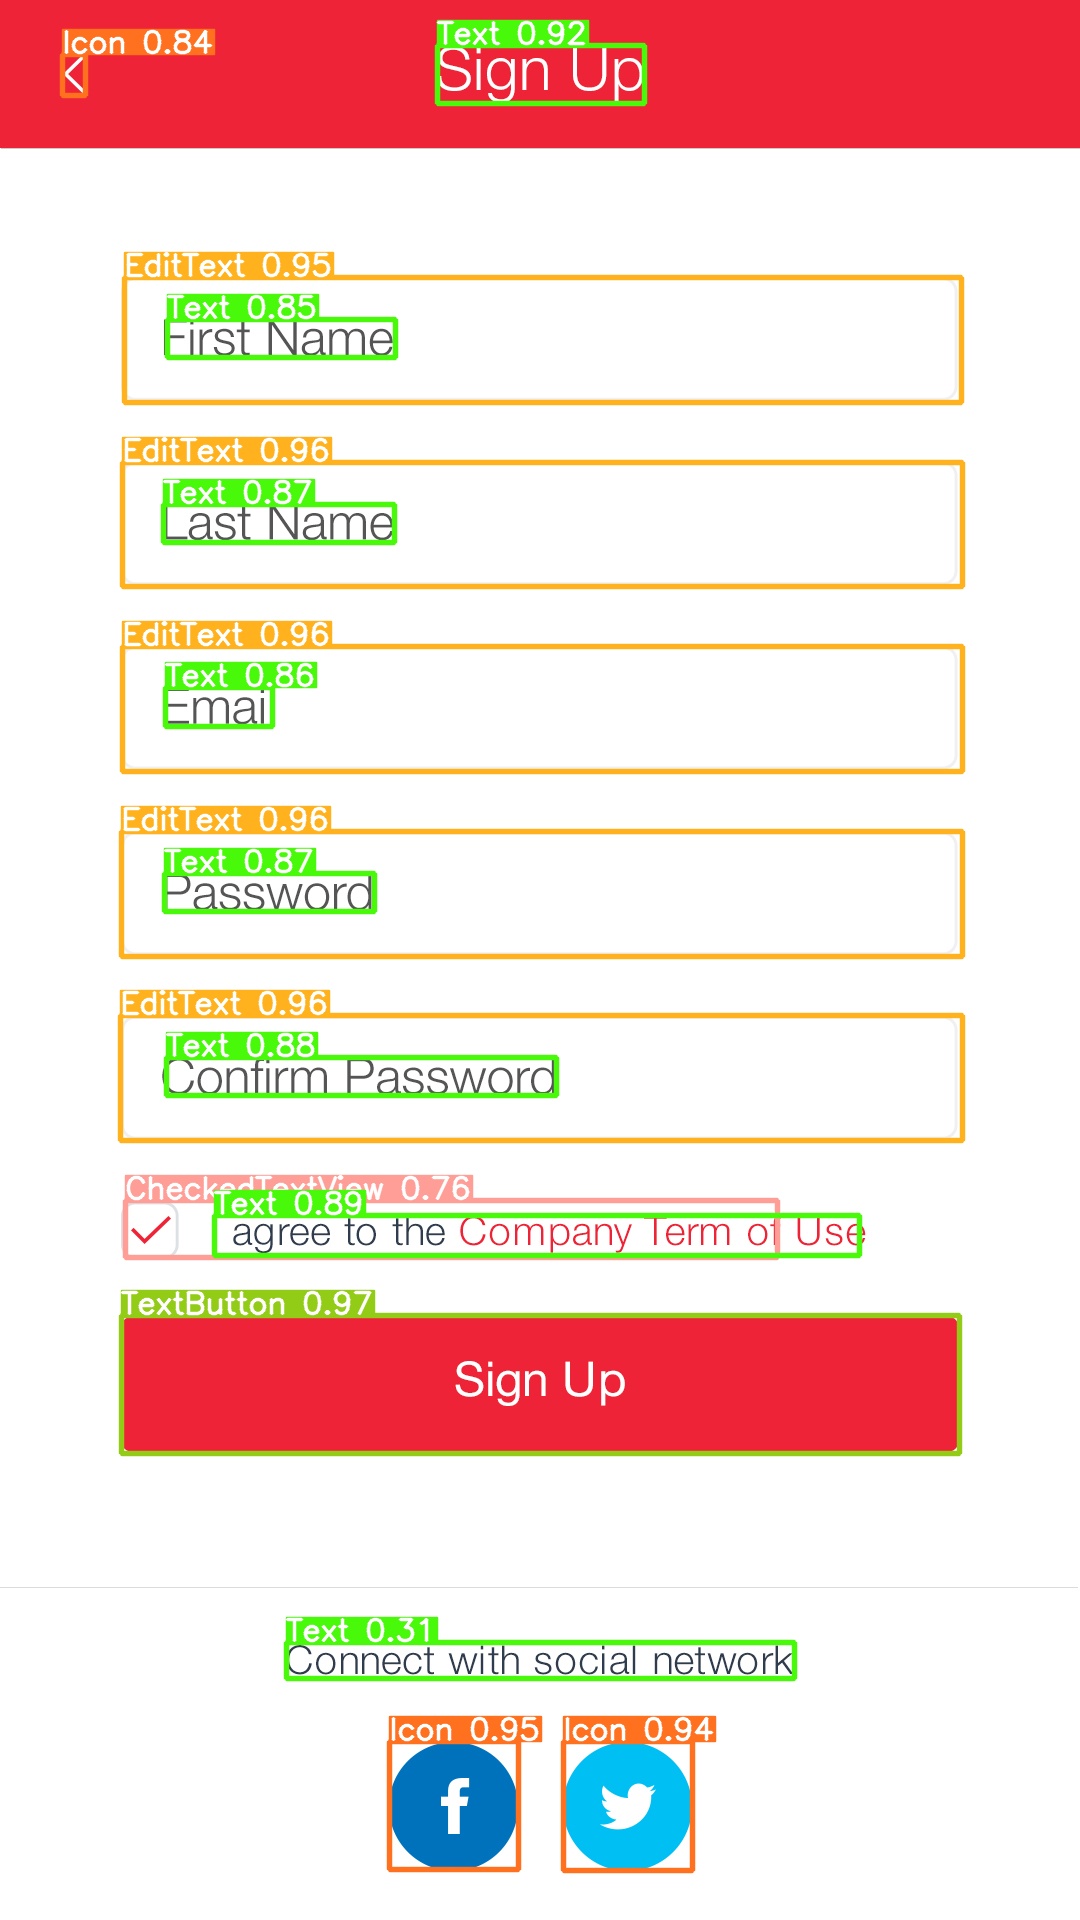 Icon 0.84
Text 0.92
Sign Up
EditText 0.95
Text 0.85
First Name
EditText 0.96
Text 0.87
Last Name
EditText 0.96
Text 0.86
Email
EditText 0.96
Text 0.87
Password
EditText 0.96
Text 0.88
Confirm Password
CheckedTextView 0.76
Text 0.89
agree to the Company Term of Use
TextButton 0.97
Sign Up
Text 0.31
Connect with social network
Icon 0.95 Icon 0.94